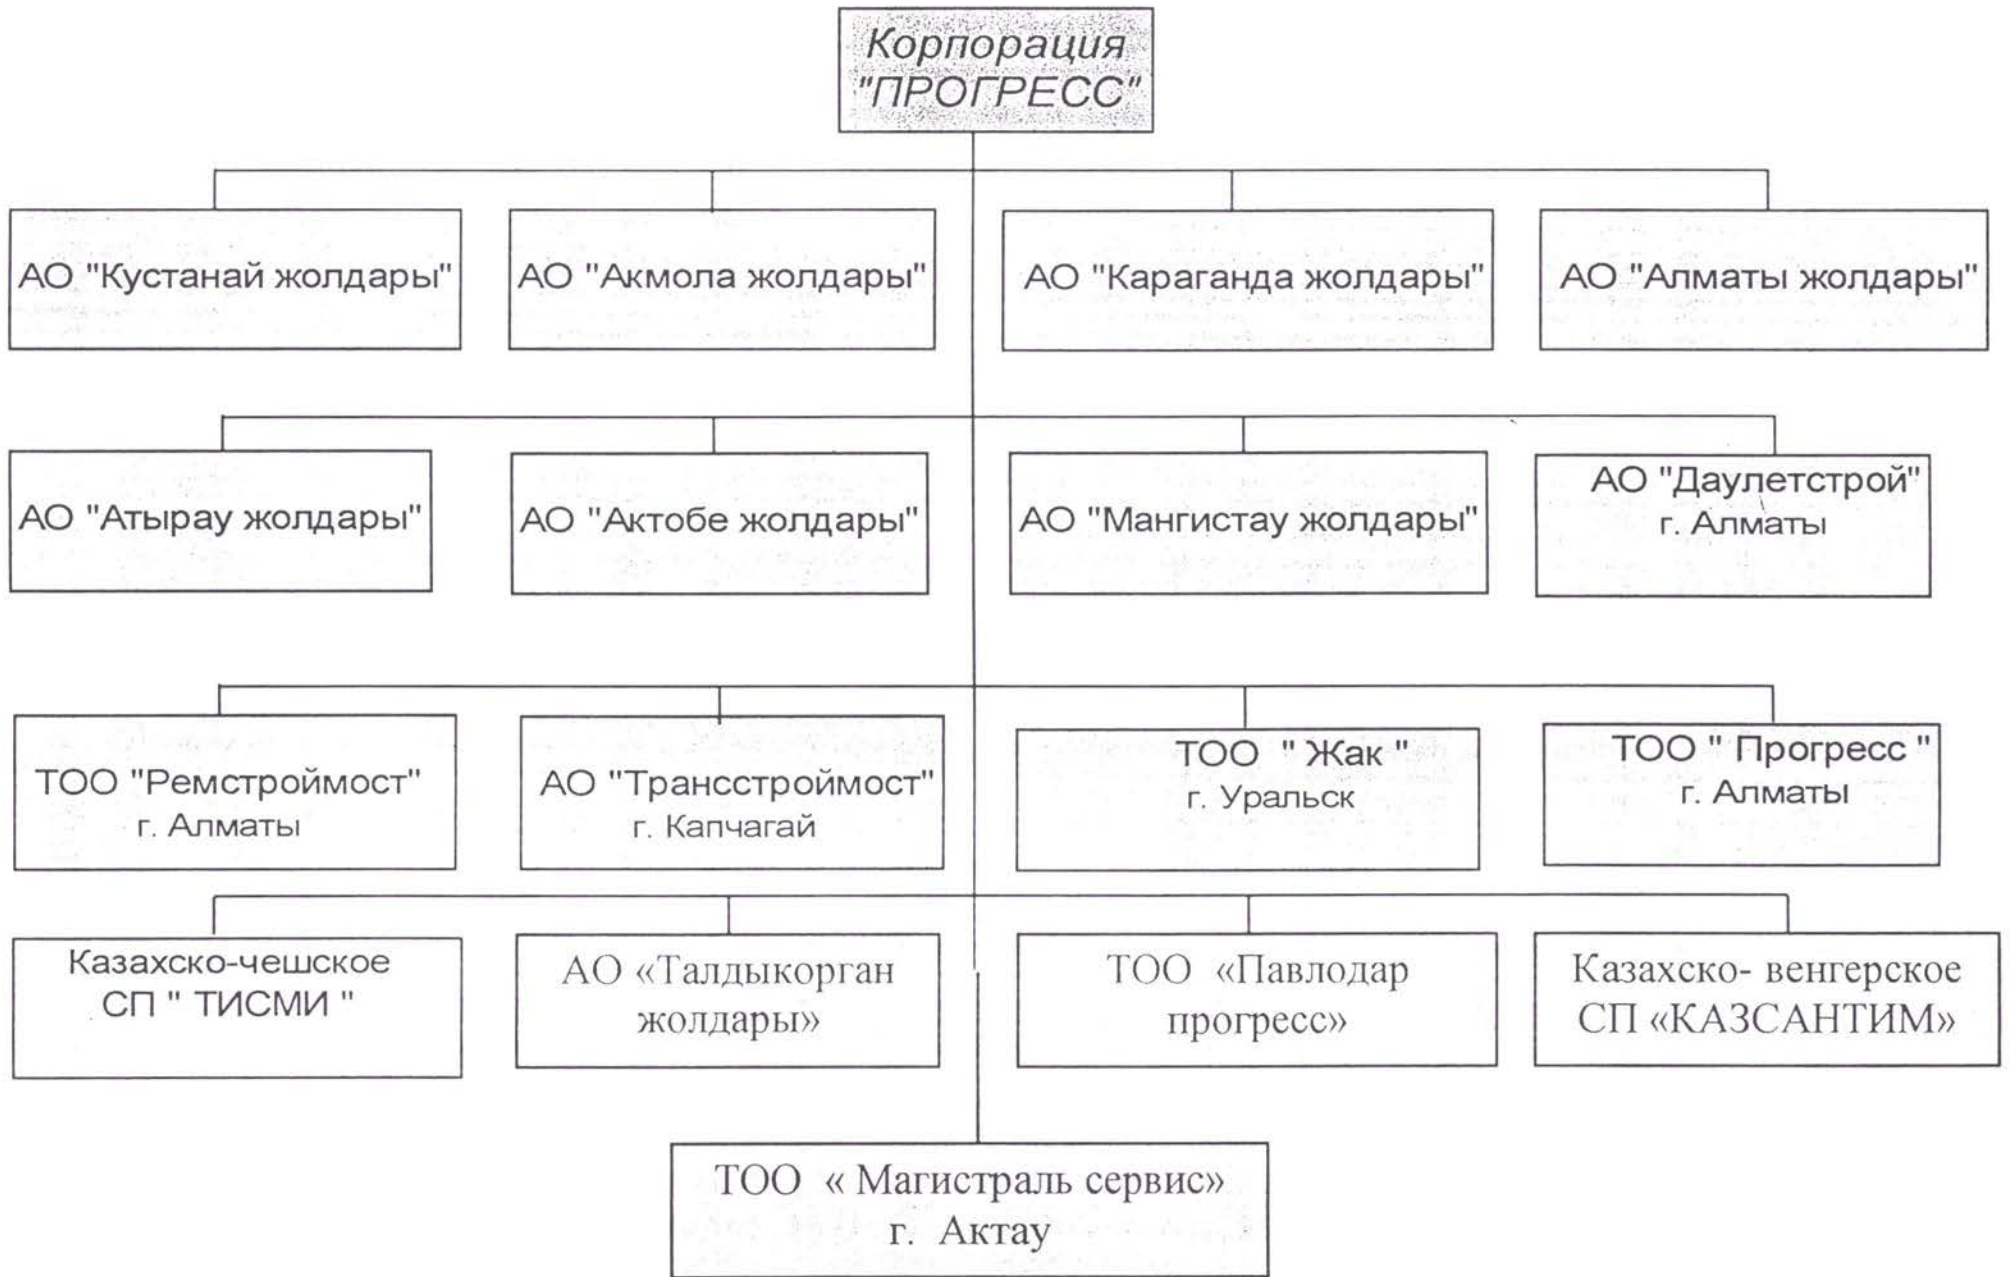 Корпорация
"ПРОГРЕСС"
АО "Кустанай жолдары"
АО "Акмола жолдары"
АО "Караганда жолдары"
АО "Алматы жолдары"
АО "Атырау жолдары"
АО "Актобе жолдары"
АО "Мангистау жолдары"
АО "Даулетстрой"
г. Алматы
ТОО "Ремстроймост"
г. Алматы
АО "Трансстроймост"
г. Капчагай
ТОО " Жак "
г. Уральск
ТОО " Прогресс "
г. Алматы
Казахско-чешское
СП " ТИСМИ "
АО «Талдыкорган
жолдары»
ТОО «Павлодар
прогресс»
Казахско- венгерское
СП «КАЗСАНТИМ»
ТОО « Магистраль сервис»
г. Актау